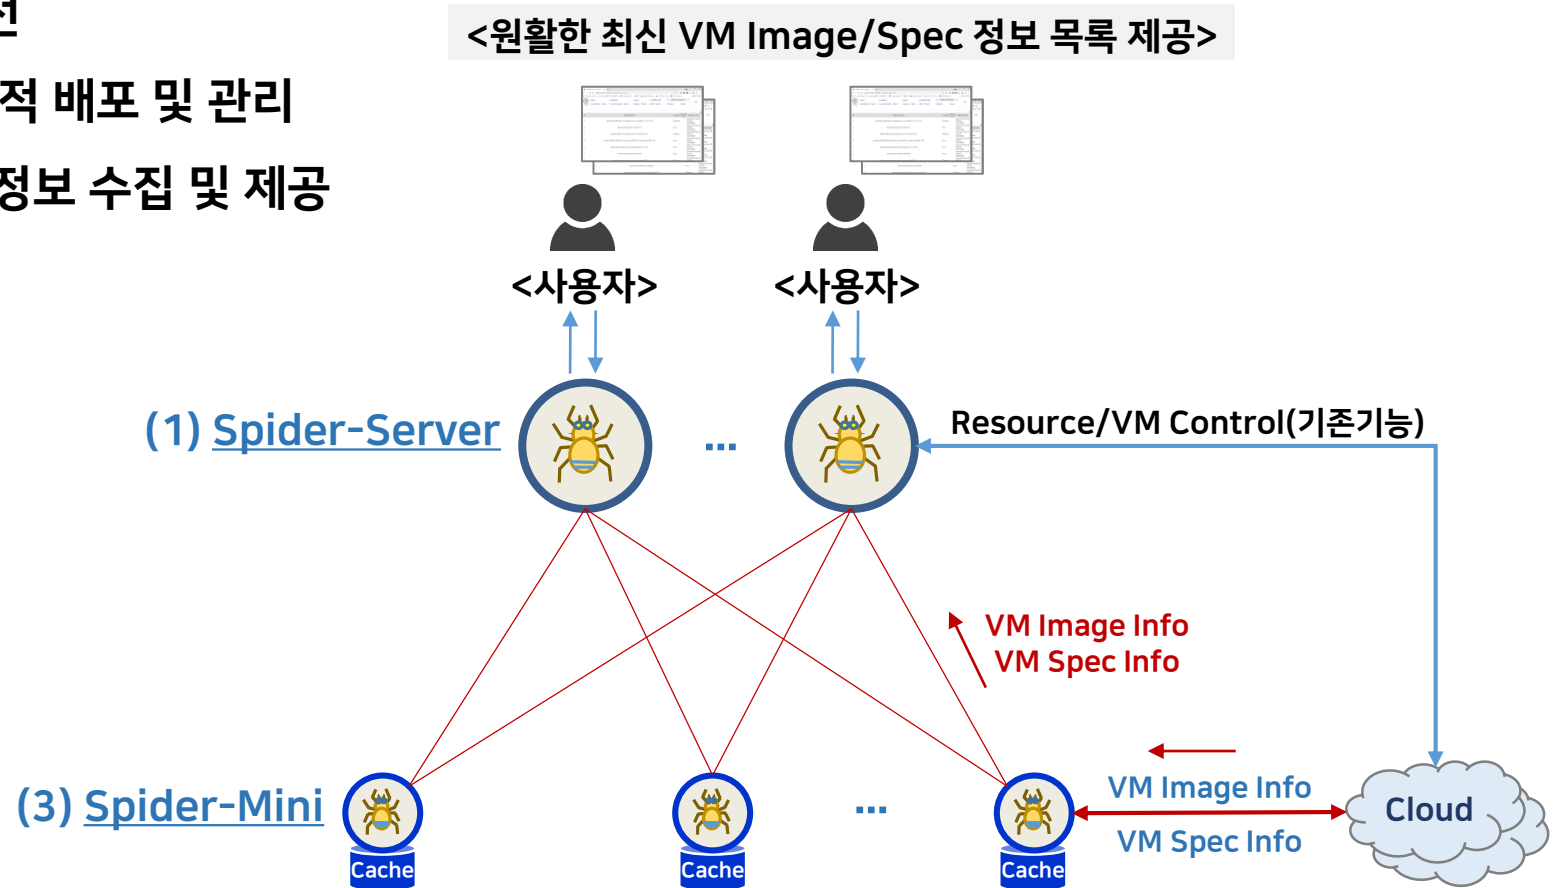 <원활한 최신 VM Image/Spec 정보 목록 제공>
적 배포 및 관리
정보 수집 및 제공
<사용자>
<사용자>
(1) Spider-Server
...
Resource/VM Control(기존기능)
VM Image Info
VM Spec Info
(3) Spider-Mini
...
VM Image Info
VM Spec Info
Cloud
Cache
Cache
Cache